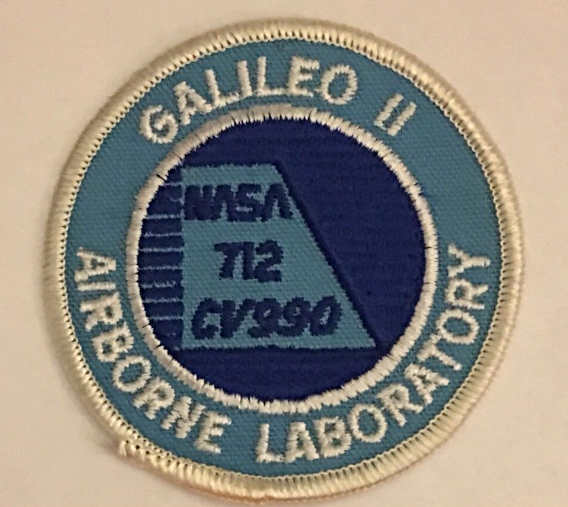 GALILEO II
NASA
712
CV990
AIRBORNE LABORATORY